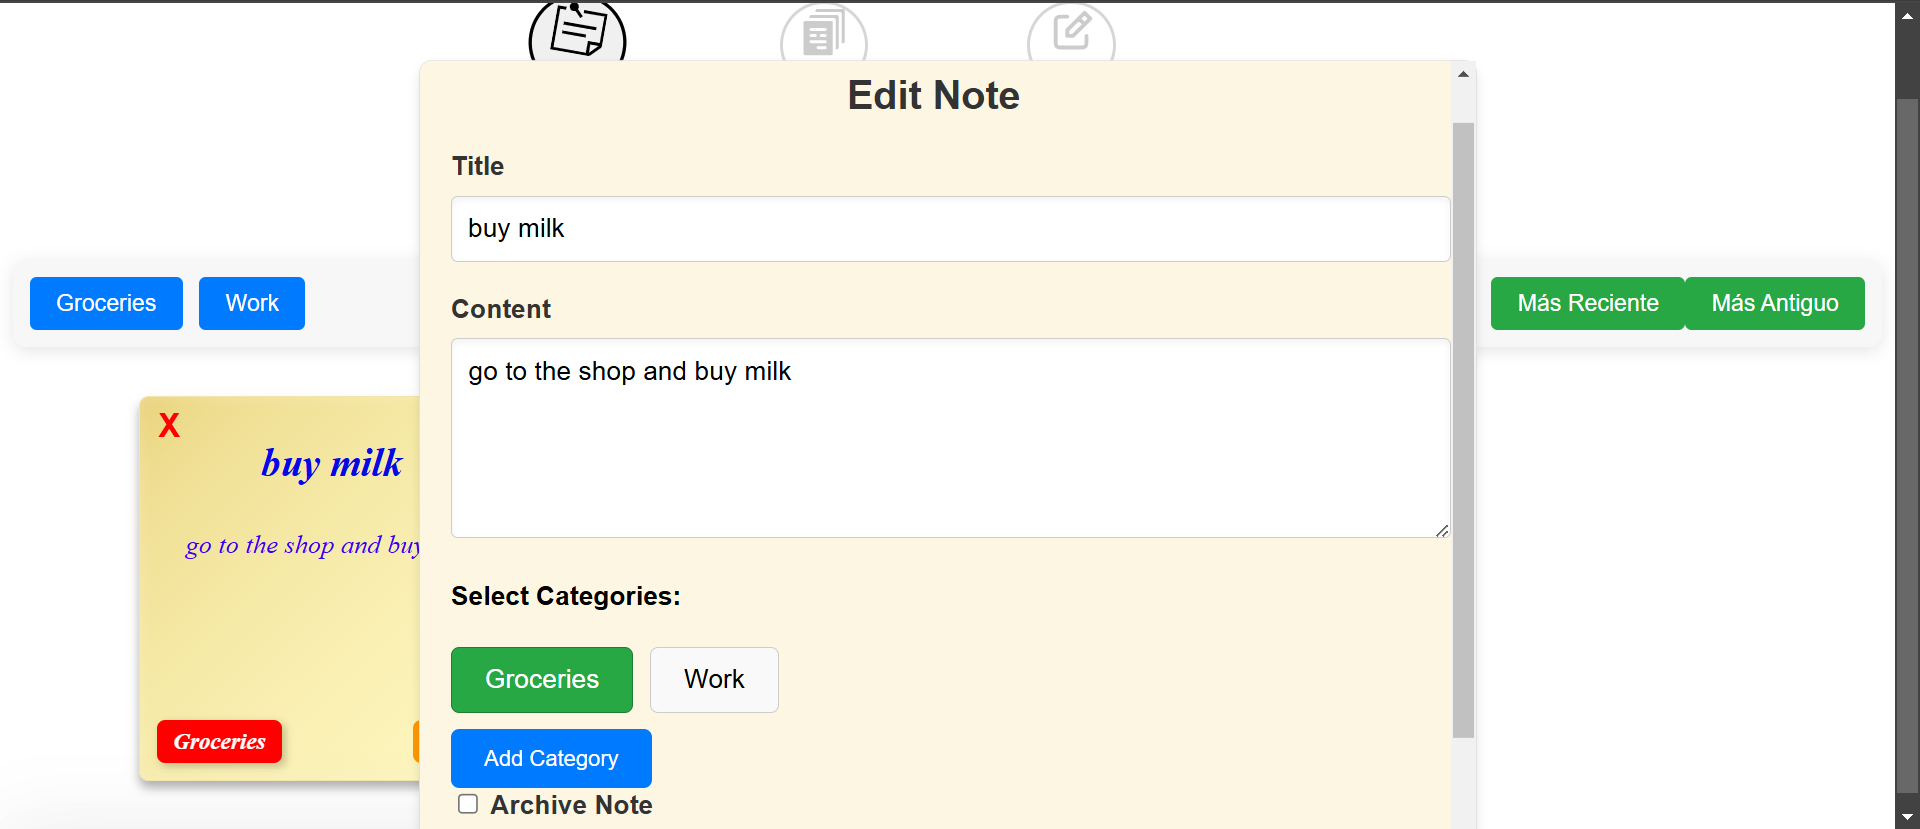 Edit Note
Title
buy milk
Content
go to the shop and buy milk
Select Categories:
Groceries Work
Add Category
Archive Note
Groceries Work
Más Reciente Más Antiguo
X
buy milk
go to the shop and buy
Groceries